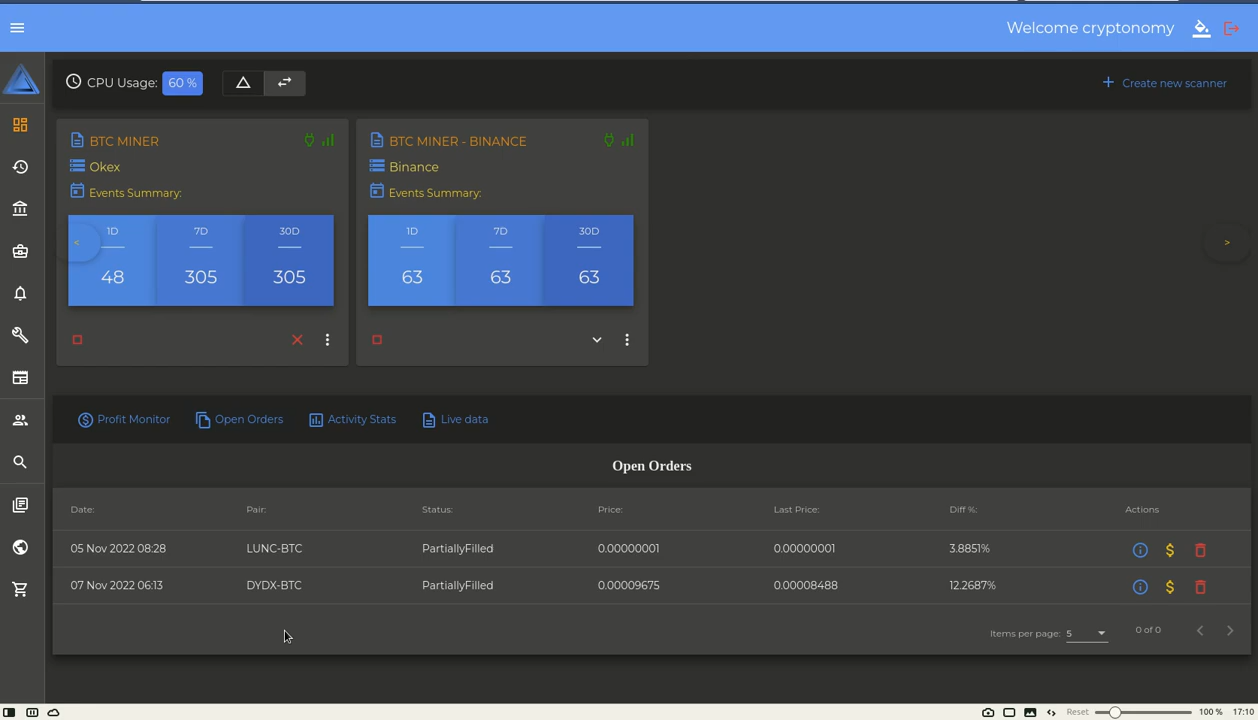 Welcome cryptonomy
CPU Usage: 60 %
Create new scanner
BTC MINER
Okex
Events Summary:
1D 7D 30D
48 305 305
BTC MINER - BINANCE
Binance
Events Summary:
1D 7D 30D
63 63 63
<
>
Profit Monitor Open Orders Activity Stats Live data
Open Orders
Date: Pair: Status: Price: Last Price: Diff %: Actions
05 Nov 2022 08:28 LUNC-BTC PartiallyFilled 0.00000001 0.00000001 3.8851%
07 Nov 2022 06:13 DYDX-BTC PartiallyFilled 0.00009675 0.00008488 12.2687%
Items per page: 5 0 of 0
Reset 100 % 17:10